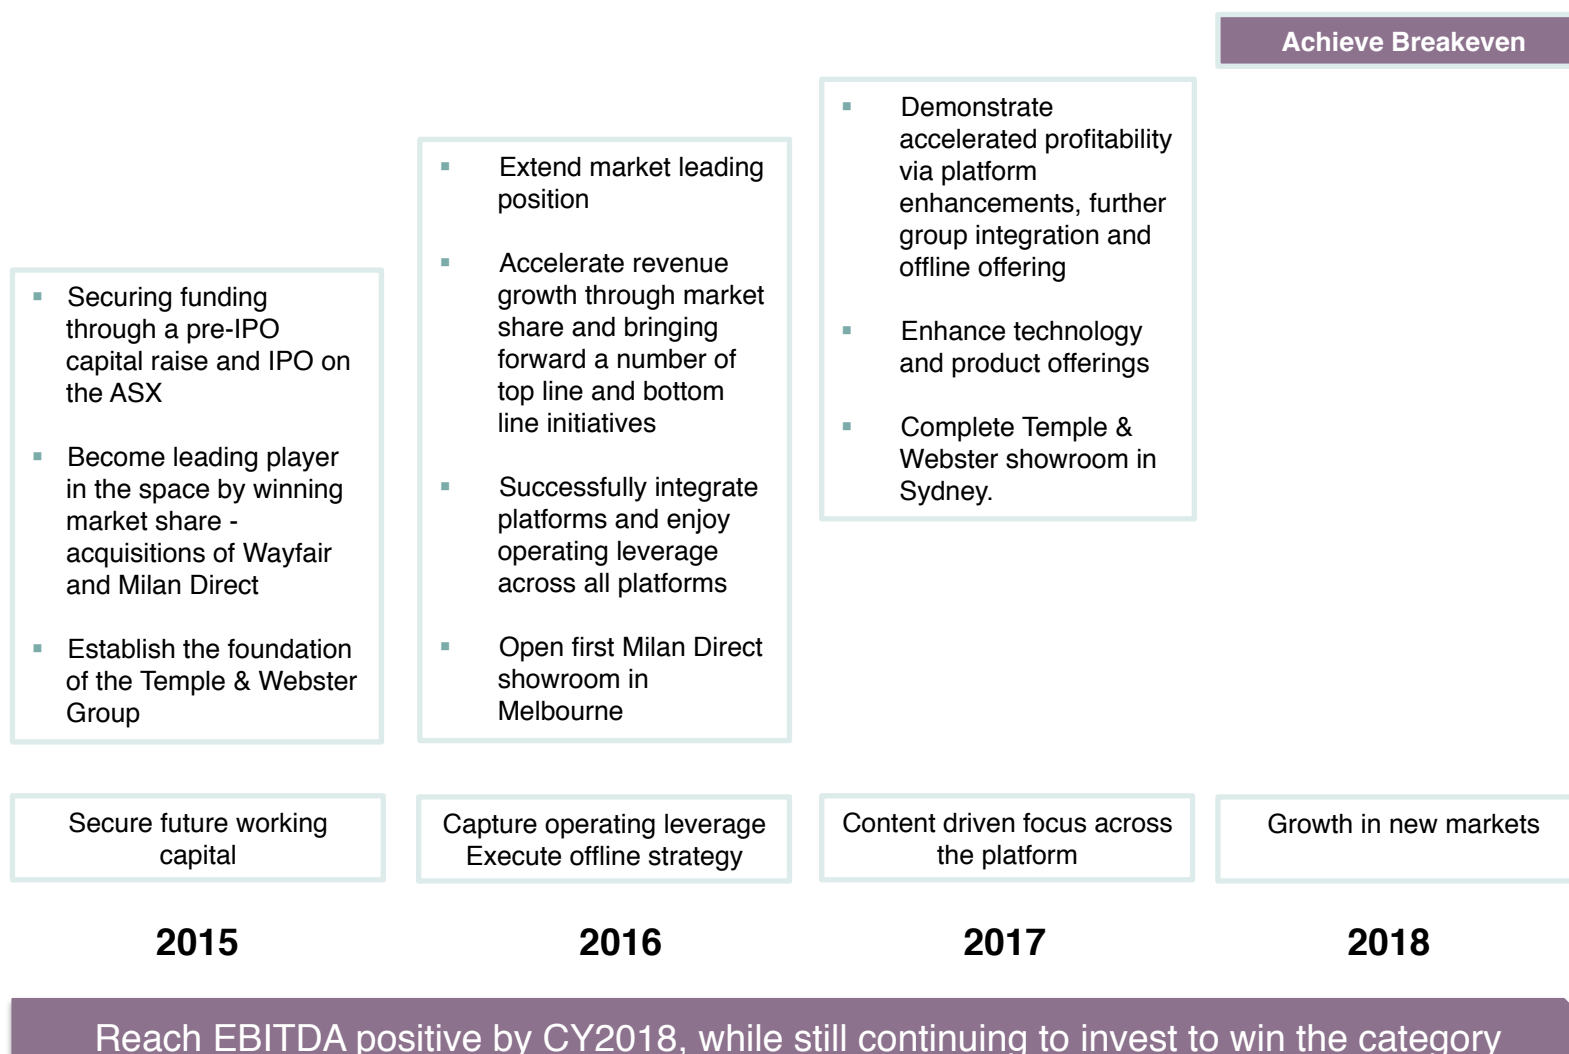 Achieve Breakeven
▪ Securing funding
through a pre-IPO
capital raise and IPO on
the ASX
▪ Become leading player
in the space by winning
market share -
acquisitions of Wayfair
and Milan Direct
▪ Establish the foundation
of the Temple & Webster
Group
▪ Extend market leading
position
▪ Accelerate revenue
growth through market
share and bringing
forward a number of
top line and bottom
line initiatives
▪ Successfully integrate
platforms and enjoy
operating leverage
across all platforms
▪ Open first Milan Direct
showroom in
Melbourne
▪ Demonstrate
accelerated profitability
via platform
enhancements, further
group integration and
offline offering
▪ Enhance technology
and product offerings
▪ Complete Temple &
Webster showroom in
Sydney.
Secure future working
capital
Capture operating leverage
Execute offline strategy
Content driven focus across
the platform
Growth in new markets
2015
2016
2017
2018
Reach EBITDA positive by CY2018, while still continuing to invest to win the category